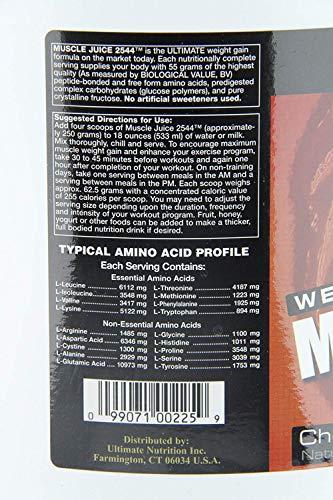 MUSCLE JUICE 2544™ is the ULTIMATE weight gain
formula on the market today. Each nutritionally complete
serving supplies your body with 55 grams of the highest
quality (As measured by BIOLOGICAL VALUE, BV)
peptide-bonded and free form amino acids, predigested
complex carbohydrates (glucose polymers), and pure
crystalline fructose. No artificial sweeteners used.
Suggested Directions for Use:
Add four scoops of Muscle Juice 2544™ (approximate-
ly 250 grams) to 18 ounces (533 ml) of water or milk.
Mix thoroughly, chill and serve. To encourage maximum
muscle weight gain and enhance your exercise program,
take 30 to 45 minutes before workouts and again one
hour after completion of your workout. On non-training
days, take one serving between meals in the AM and a
serving between meals in the PM. Each scoop weighs
approx. 62.5 grams with a concentrated caloric value
of 255 calories per scoop. You may need to adjust the
serving size depending upon the duration, frequency
and intensity of your workout program. Fruit, honey,
yogurt or other foods can be added to make a thicker,
full bodied nutrition drink if desired.
TYPICAL AMINO ACID PROFILE
Each Serving Contains:
Essential Amino Acids
L-Leucine 6112 mg L-Threonine 4187 mg
L-Isoleucine 3548 mg L-Methionine 1223 mg
L-Valine 3417 mg L-Phenylalanine 1925 mg
L-Lysine 5122 mg L-Tryptophan 894 mg
Non-Essential Amino Acids
L-Arginine 1485 mg L-Glycine 1100 mg
L-Aspartic Acid 6346 mg L-Histidine 1011 mg
L-Cystine 1300 mg L-Proline 3548 mg
L-Alanine 2929 mg L-Serine 3039 mg
L-Glutamic Acid 10973 mg L-Tyrosine 1753 mg
0 99071 00225 9
Distributed by:
Ultimate Nutrition Inc.
Farmington, CT 06034 U.S.A.
WE
M
Ch
Natu